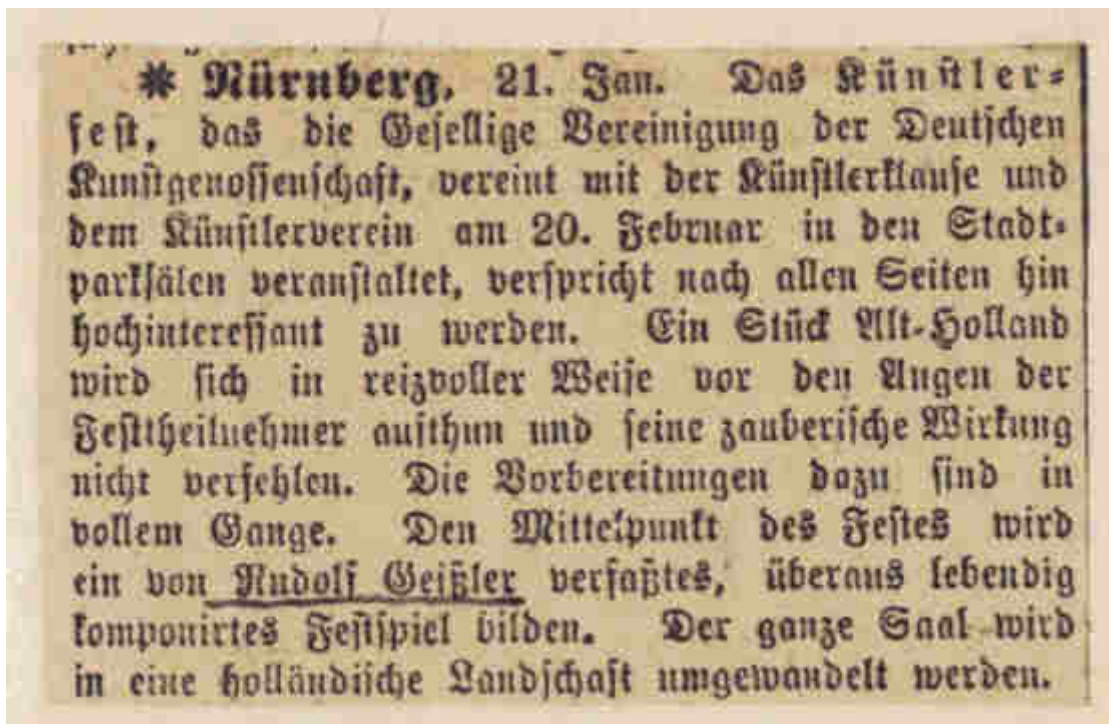 * Nürnberg, 21. Jan. Das Künstler-
fest, das die Gesellige Vereinigung der Deutschen
Kunstgenossenschaft, vereint mit der Künstlerklause und
dem Künstlerverein am 20. Februar in den Stadt-
parksälen veranstaltet, verspricht nach allen Seiten hin
hochinteressant zu werden. Ein Stück Alt-Holland
wird sich in reizvoller Weise vor den Augen der
Festtheilnehmer aufthun und seine zauberische Wirkung
nicht verfehlen. Die Vorbereitungen dazu sind in
vollem Gange. Den Mittelpunkt des Festes wird
ein von Rudolf Geißler verfaßtes, überaus lebendig
komponirtes Festspiel bilden. Der ganze Saal wird
in eine holländische Landschaft umgewandelt werden.